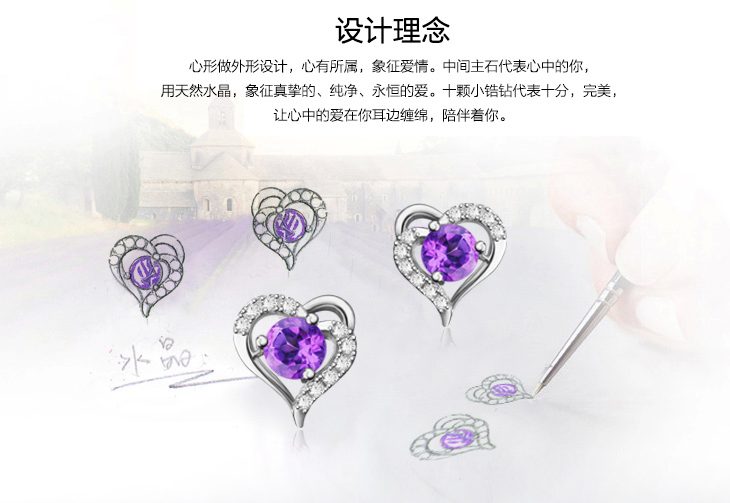 设计理念
心形做外形设计，心有所属，象征爱情。中间主石代表心中的你，
用天然水晶，象征真挚的、纯净、永恒的爱。十颗小锆钻代表十分，完美，
让心中的爱在你耳边缠绵，陪伴着你。
水晶